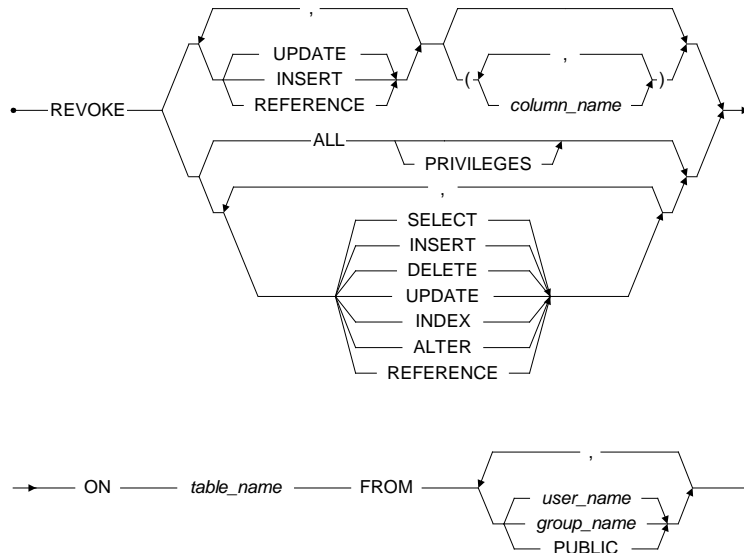 ,
UPDATE
INSERT
REFERENCE
( , )
column_name
REVOKE
ALL
PRIVILEGES
,
SELECT
INSERT
DELETE
UPDATE
INDEX
ALTER
REFERENCE
,
ON table_name FROM
user_name
group_name
PUBLIC